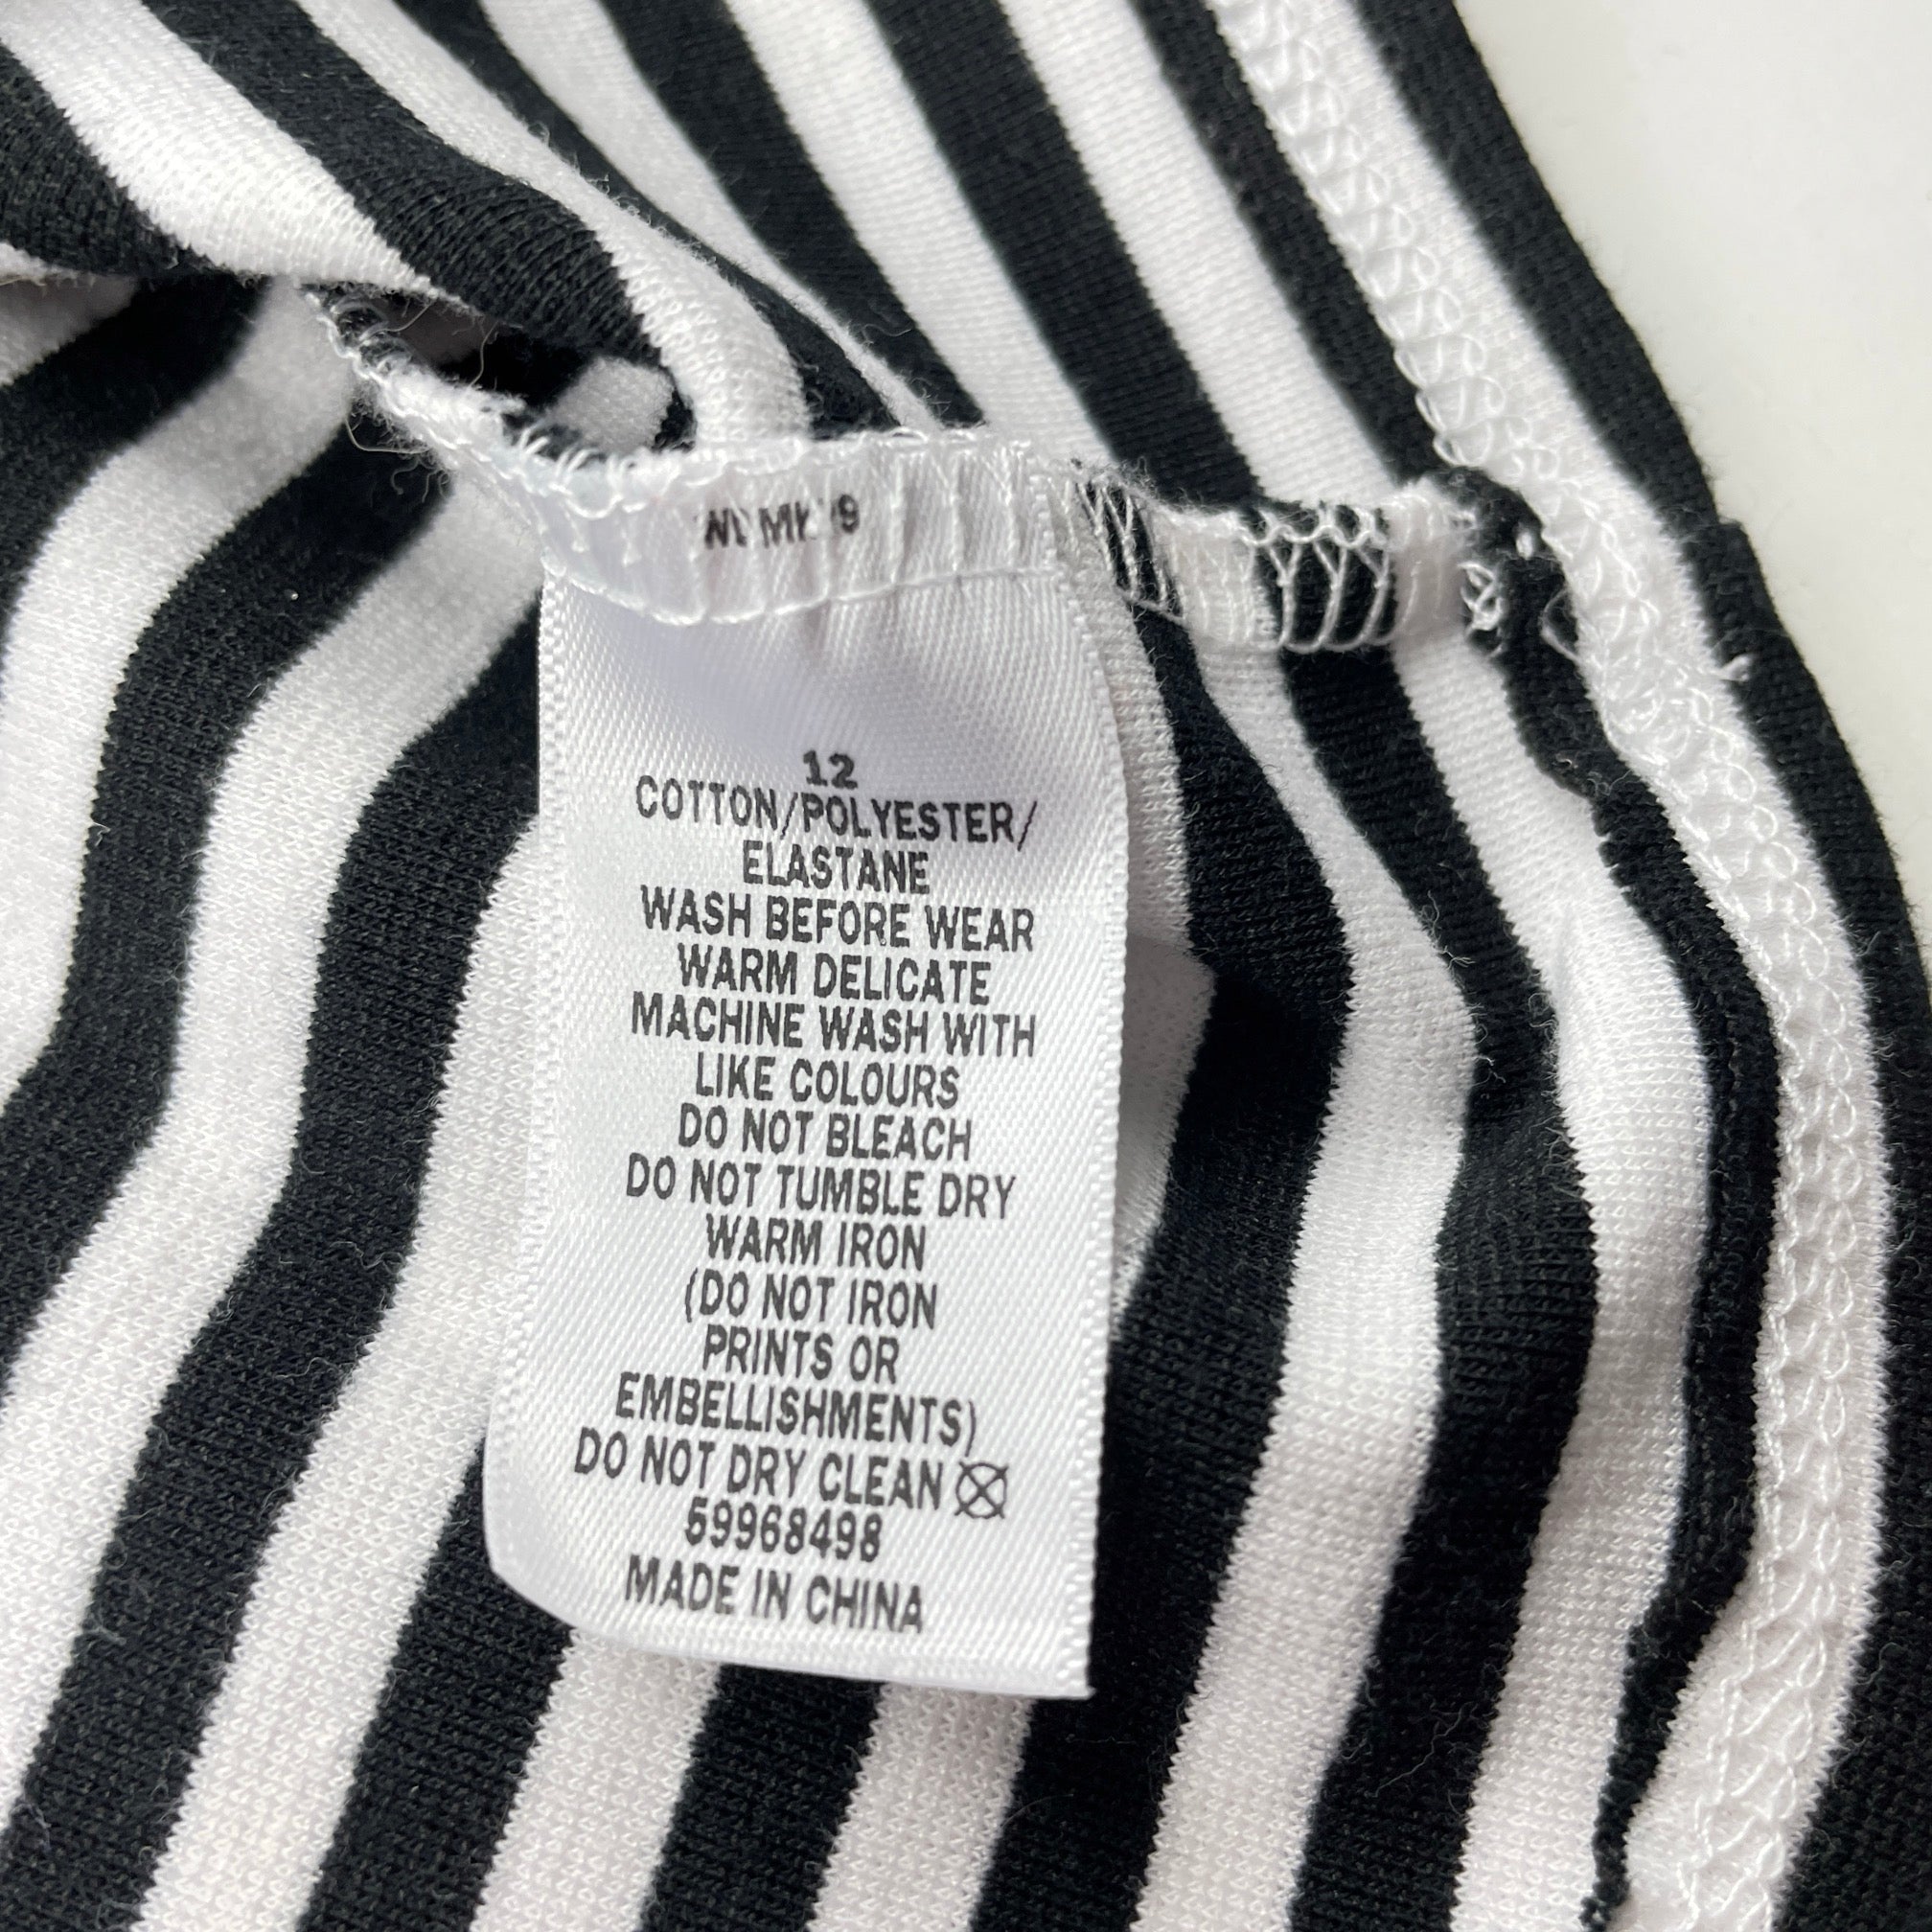 12
COTTON/POLYESTER/
ELASTANE
WASH BEFORE WEAR
WARM DELICATE
MACHINE WASH WITH
LIKE COLOURS
DO NOT BLEACH
DO NOT TUMBLE DRY
WARM IRON
(DO NOT IRON
PRINTS OR
EMBELLISHMENTS)
DO NOT DRY CLEAN
59968498
MADE IN CHINA